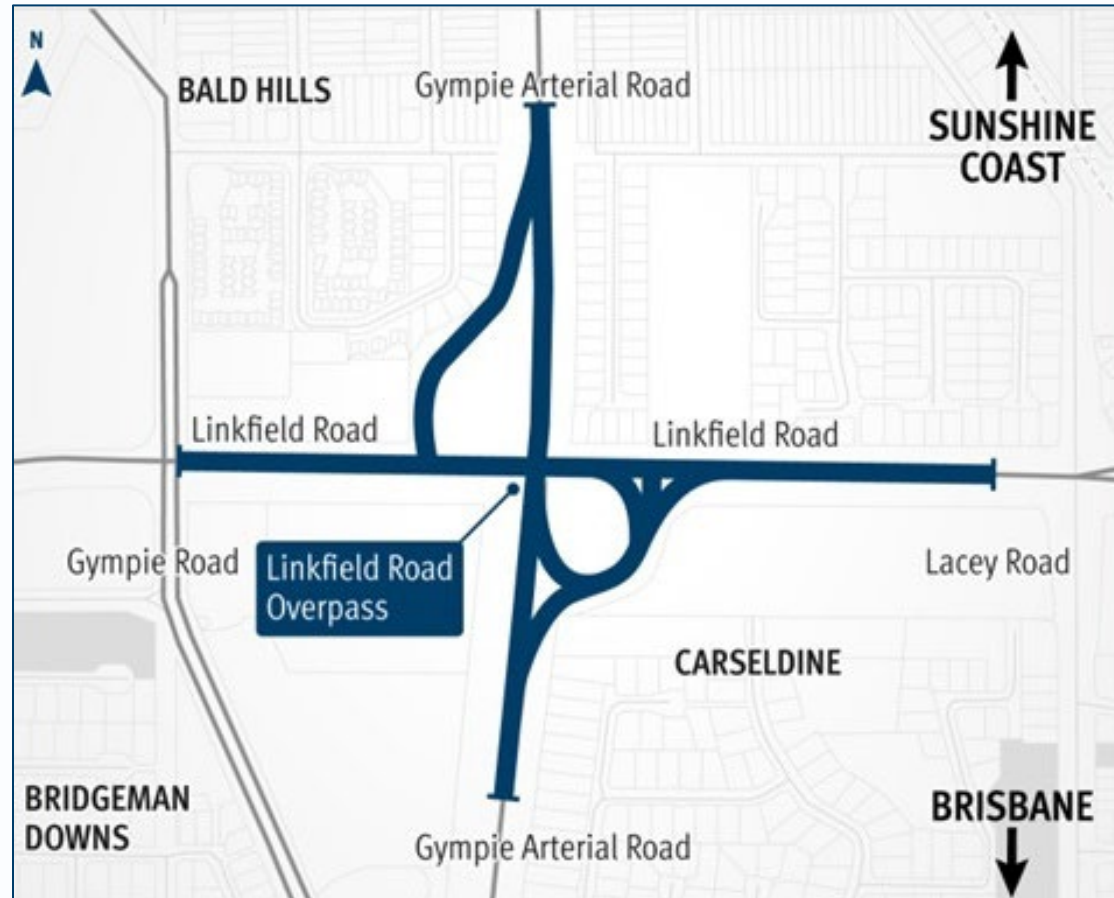 N
BALD HILLS
Gympie Arterial Road
SUNSHINE
COAST
Linkfield Road
Linkfield Road
Gympie Road
Linkfield Road
Overpass
Lacey Road
CARSELDINE
BRIDGEMAN
DOWNS
BRISBANE
Gympie Arterial Road